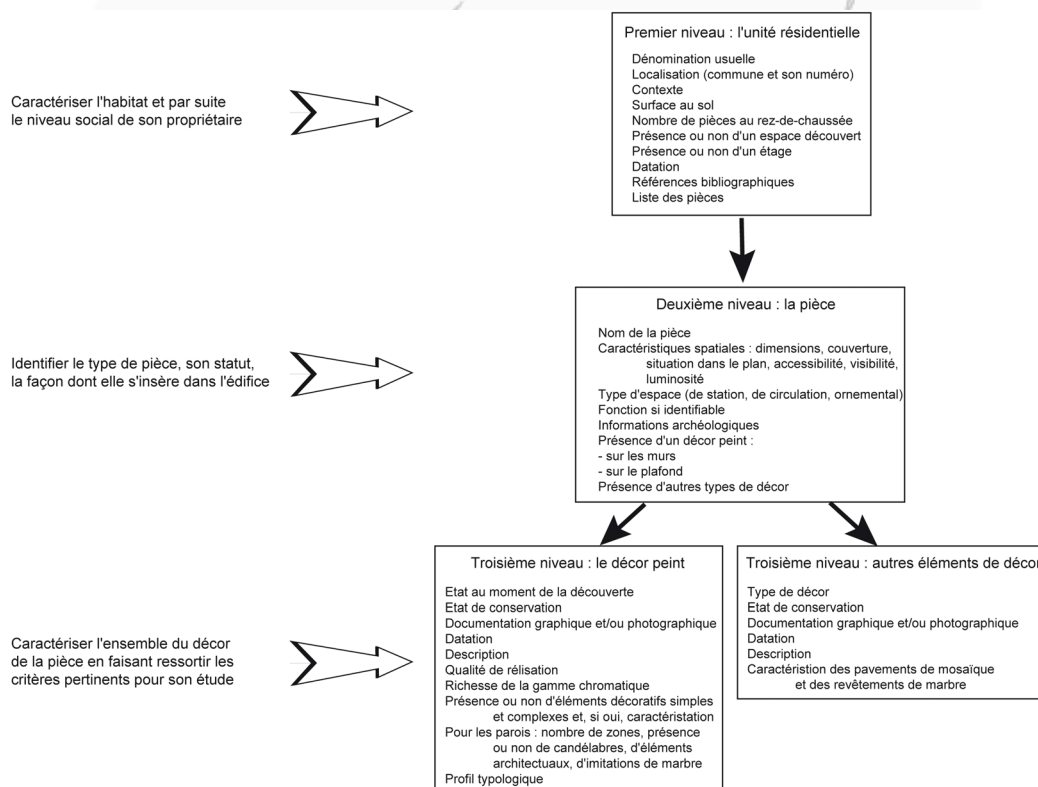 Premier niveau : l'unité résidentielle
Dénomination usuelle
Localisation (commune et son numéro)
Contexte
Surface au sol
Nombre de pièces au rez-de-chaussée
Présence ou non d'un espace découvert
Présence ou non d'un étage
Datation
Références bibliographiques
Liste des pièces
Caractériser l'habitat et par suite
le niveau social de son propriétaire
Deuxième niveau : la pièce
Nom de la pièce
Caractéristiques spatiales : dimensions, couverture,
situation dans le plan, accessibilité, visibilité,
luminosité
Type d'espace (de station, de circulation, ornemental)
Fonction si identifiable
Informations archéologiques
Présence d'un décor peint :
- sur les murs
- sur le plafond
Présence d'autres types de décor
Identifier le type de pièce, son statut,
la façon dont elle s'insère dans l'édifice
Troisième niveau : le décor peint
Etat au moment de la découverte
Etat de conservation
Documentation graphique et/ou photographique
Datation
Description
Qualité de rélisation
Richesse de la gamme chromatique
Présence ou non d'éléments décoratifs simples
et complexes et, si oui, caractéristation
Pour les parois : nombre de zones, présence
ou non de candélabres, d'éléments
architectuaux, d'imitations de marbre
Profil typologique
Troisième niveau : autres éléments de décor
Type de décor
Etat de conservation
Documentation graphique et/ou photographique
Datation
Description
Caractéristion des pavements de mosaïque
et des revêtements de marbre
Caractériser l'ensemble du décor
de la pièce en faisant ressortir les
critères pertinents pour son étude